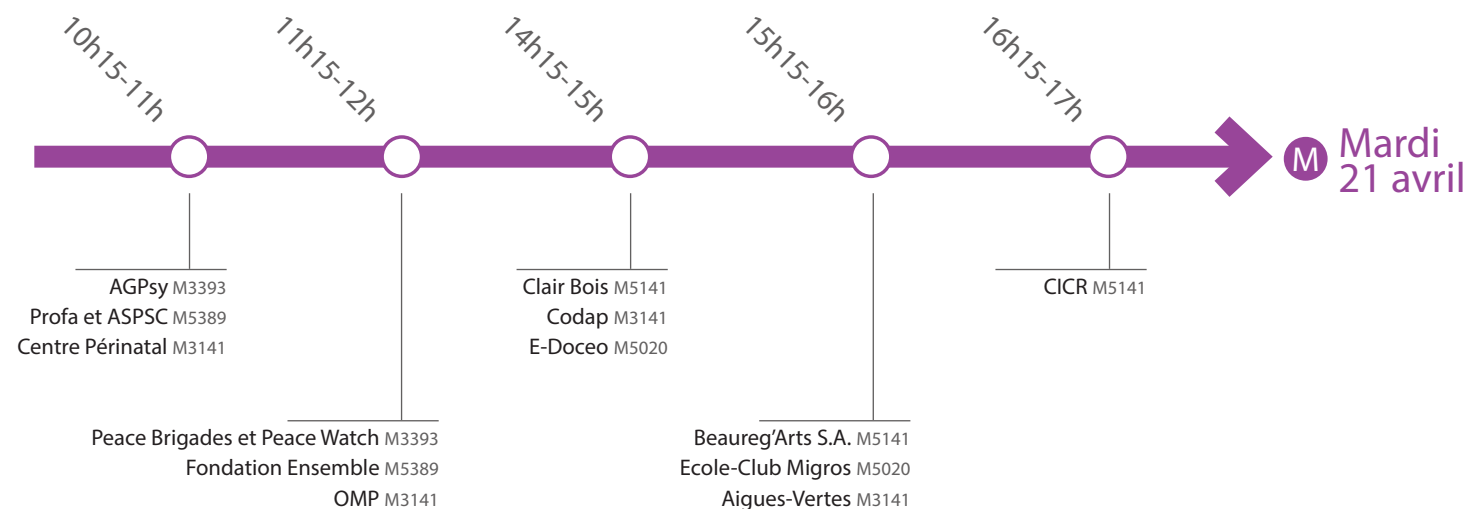 10h15-11h
11h15-12h
14h15-15h
15h15-16h
16h15-17h
M Mardi
21 avril
AGPsy M3393
Profa et ASPSC M5389
Centre Périnatal M3141
Peace Brigades et Peace Watch M3393
Fondation Ensemble M5389
OMP M3141
Clair Bois M5141
Codap M3141
E-Doceo M5020
Beaureg'Arts S.A. M5141
Ecole-Club Migros M5020
Aigues-Vertes M3141
CICR M5141